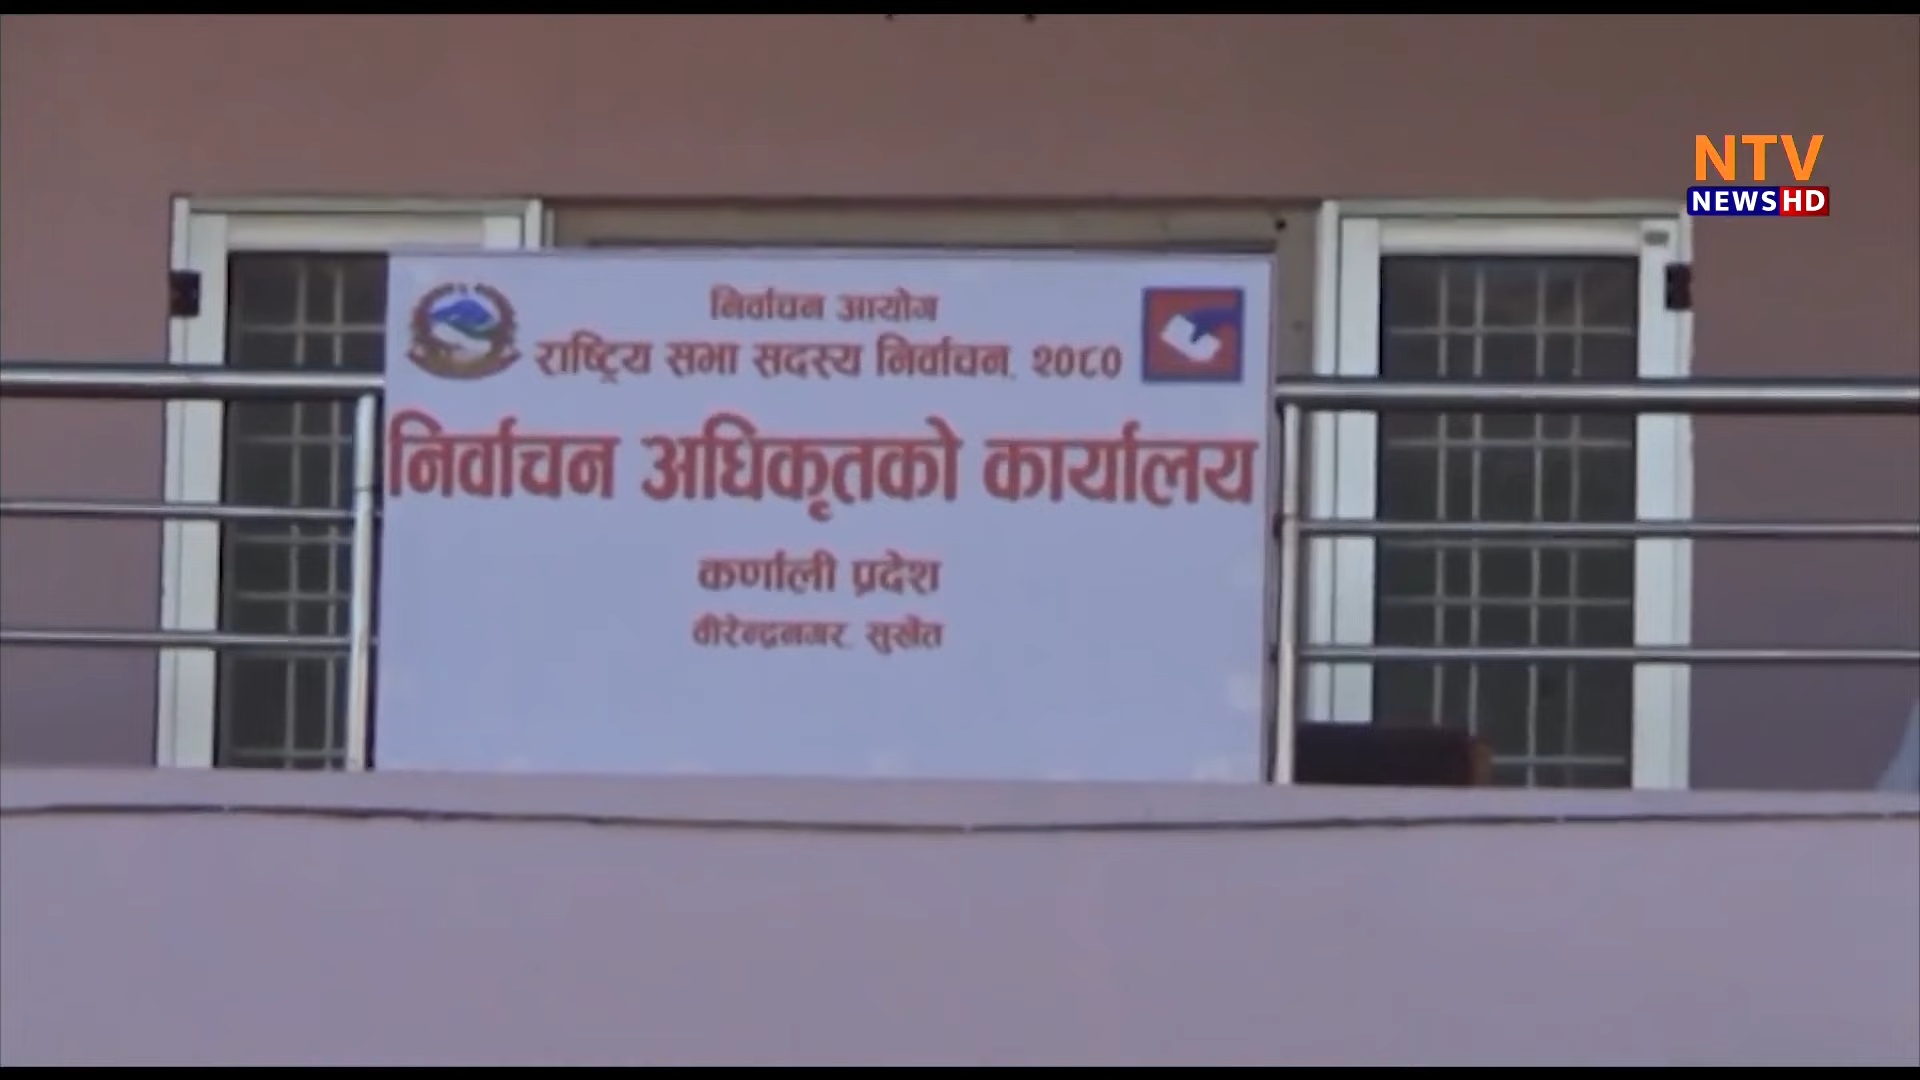 NTV
NEWS HD
निर्वाचन आयोग
राष्ट्रिय सभा सदस्य निर्वाचन, २०८०
निर्वाचन अधिकृतको कार्यालय
कर्णाली प्रदेश
वीरेन्द्रनगर, सुर्खेत